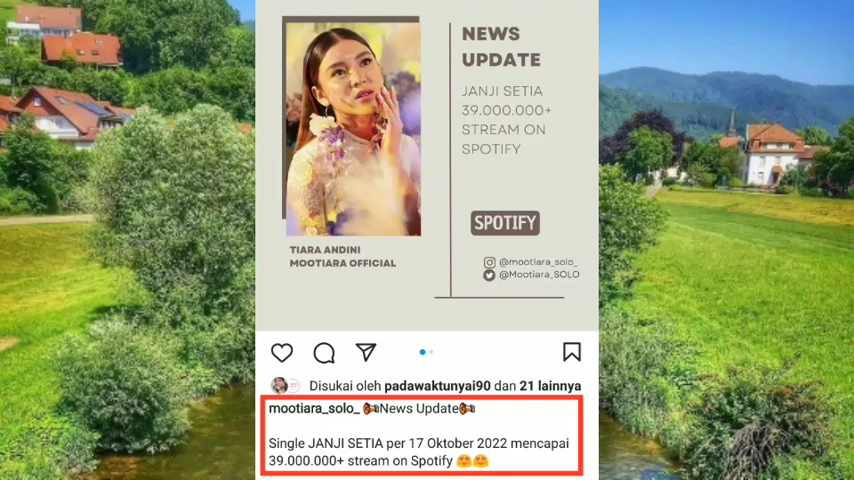 NEWS
UPDATE
JANJI SETIA
39.000.000+
STREAM ON
SPOTIFY
SPOTIFY
TIARA ANDINI
MOOTIARA OFFICIAL
@mootiara_solo_
@Mootiara_SOLO
Disukai oleh padawaktunyai90 dan 21 lainnya
mootiara_solo_ News Update
Single JANJI SETIA per 17 Oktober 2022 mencapai
39.000.000+ stream on Spotify 😍😍